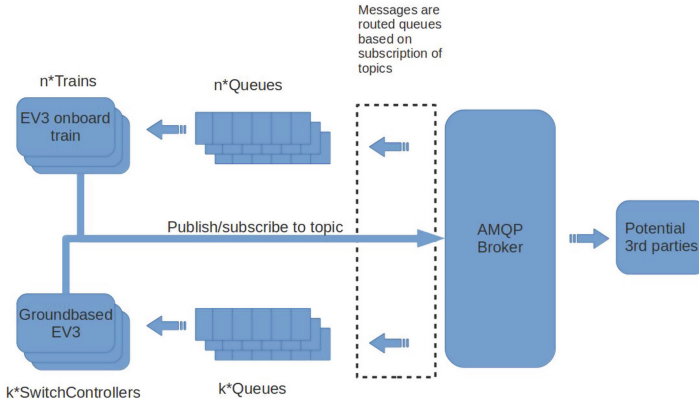 Messages are
routed queues
based on
subscription of
topics
n*Trains
n*Queues
EV3 onboard
train
Publish/subscribe to topic
AMQP
Broker
Potential
3rd parties
Groundbased
EV3
k*SwitchControllers
k*Queues